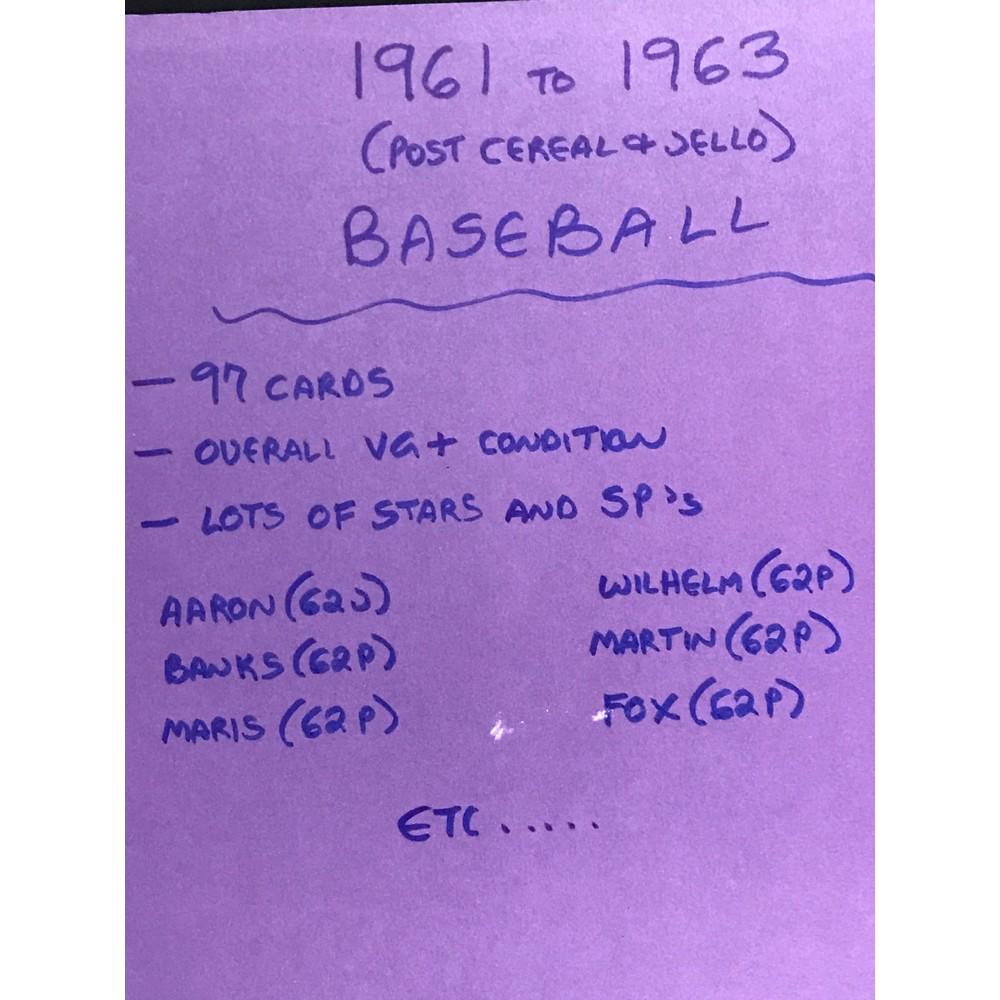 1961 TO 1963
(POST CEREAL & JELLO)
BASEBALL
- 97 CARDS
- OVERALL VG+ CONDITION
- LOTS OF STARS AND SP'S
AARON (62J)
BANKS (62P)
MARIS (62P)
WILHELM (62P)
MARTIN (62P)
FOX (62P)
ETC.....